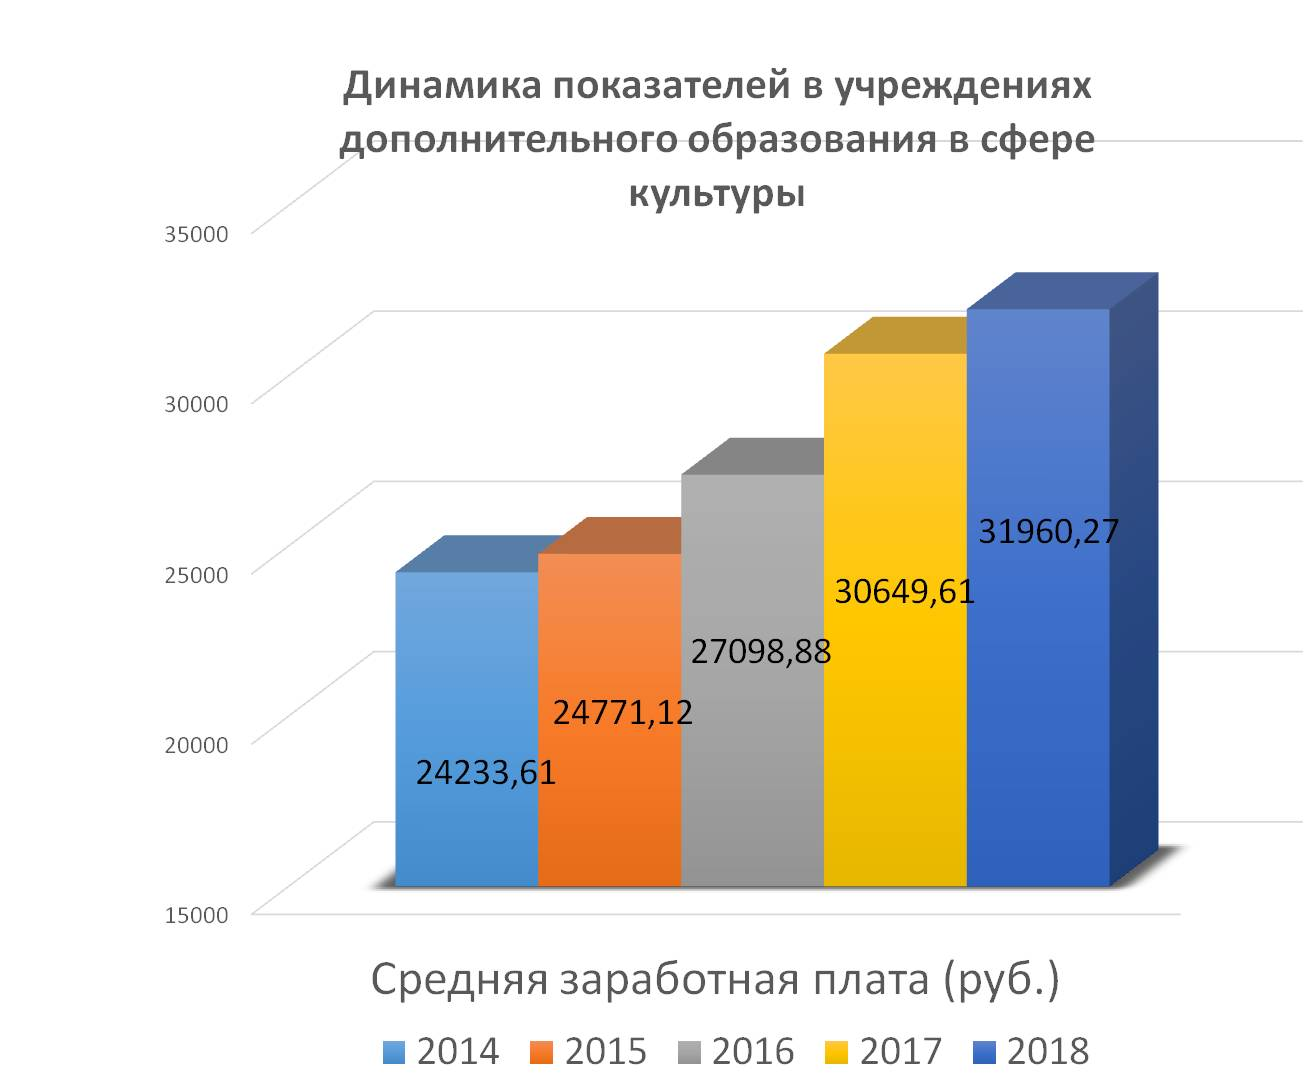 Динамика показателей в учреждениях
дополнительного образования в сфере
культуры
35000
30000
25000
20000
15000
31960,27
30649,61
27098,88
24771,12
24233,61
Средняя заработная плата (руб.)
2014 2015 2016 2017 2018